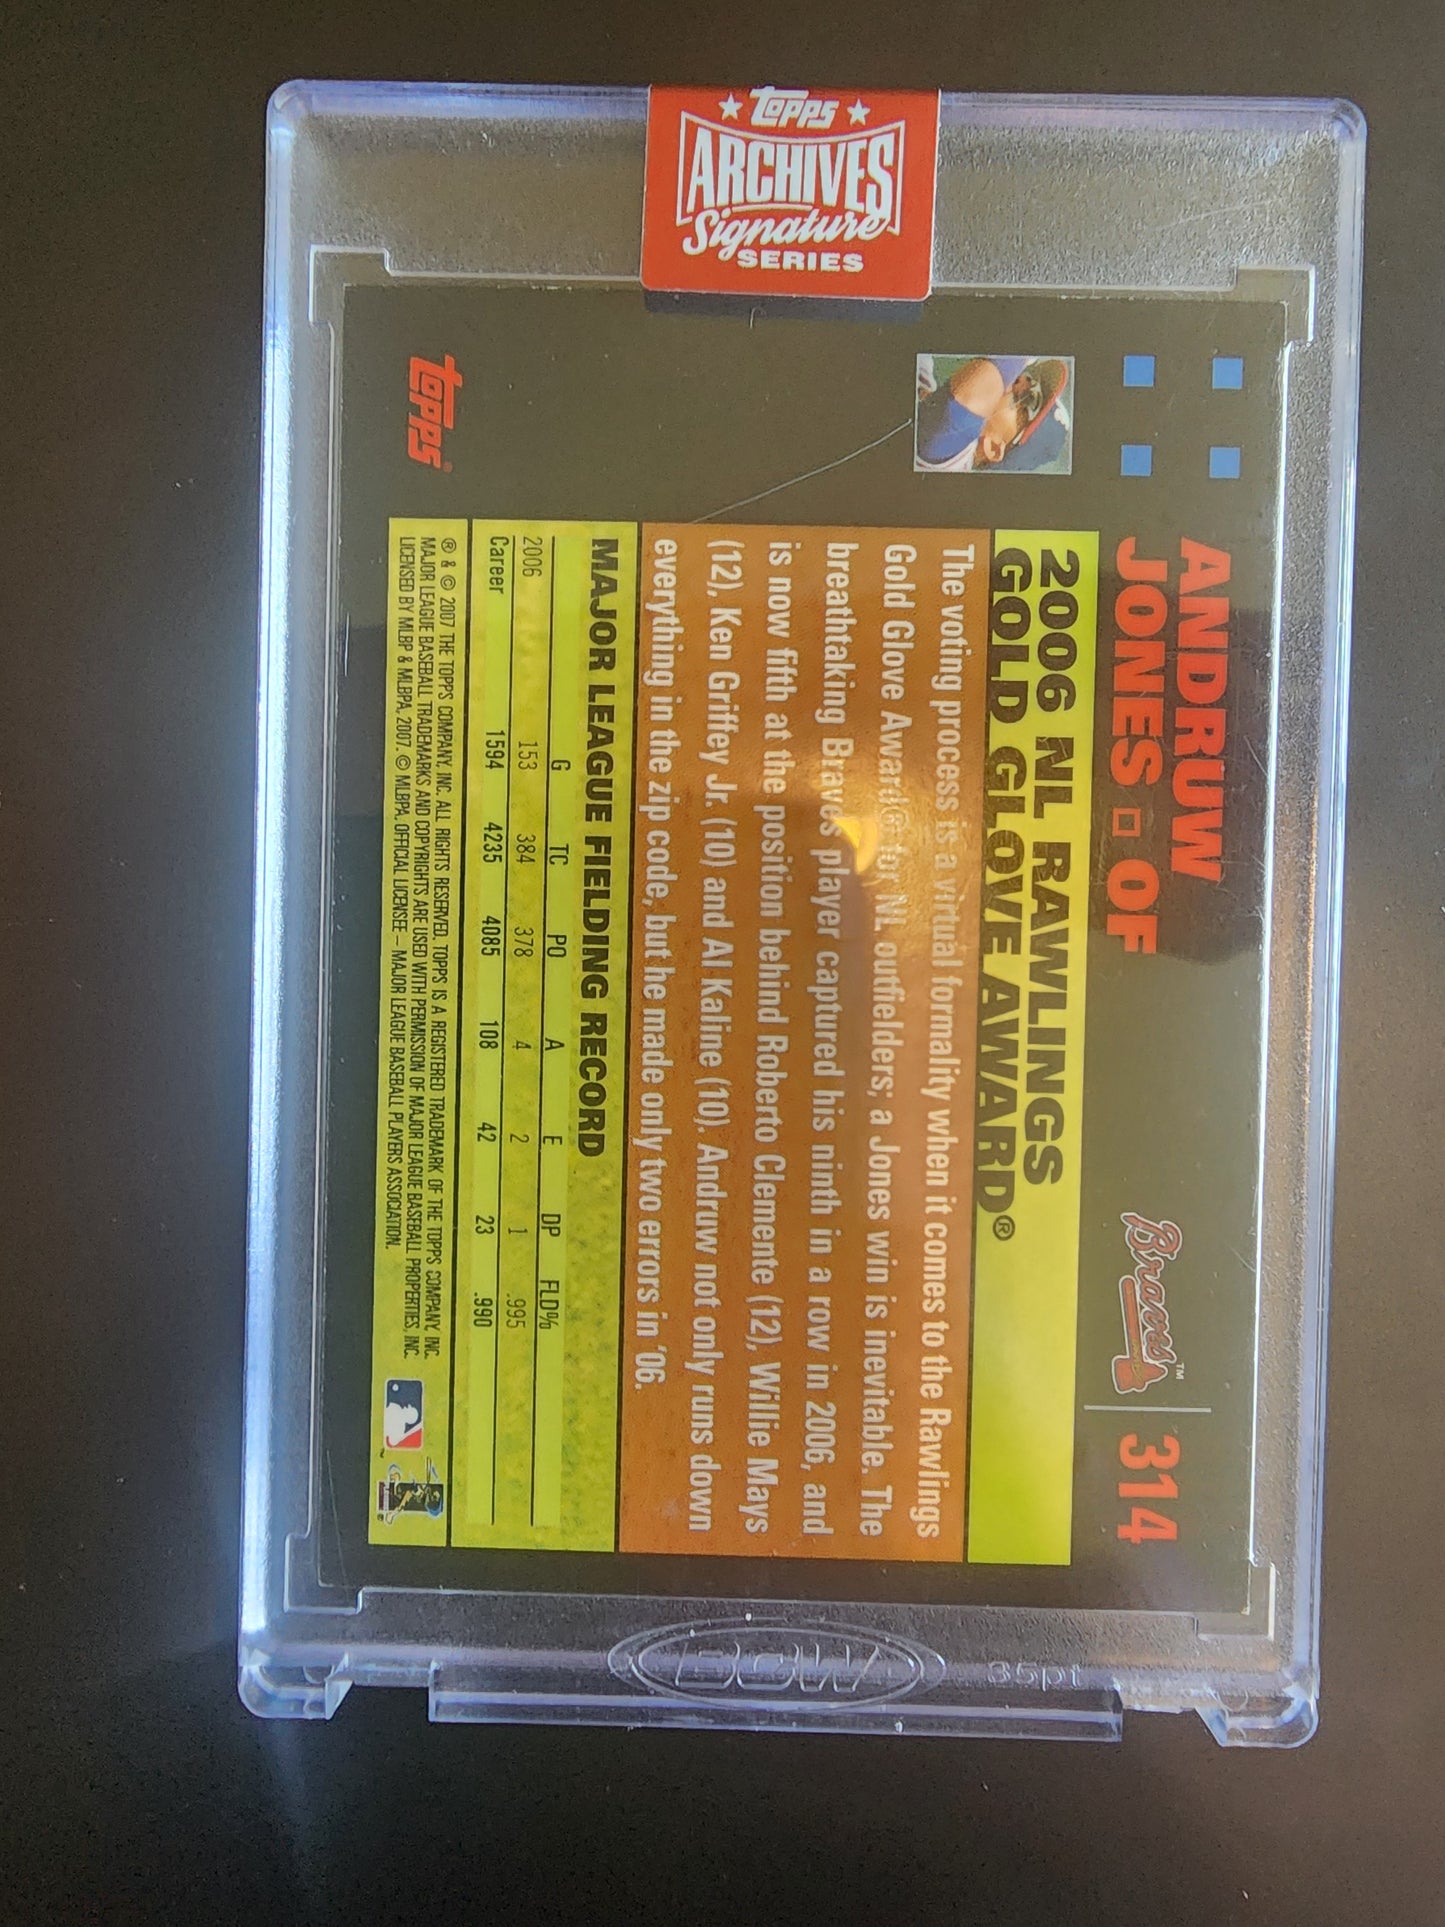 Topps
ARCHIVES
Signature
SERIES
ANDRUW
JONES ▫ OF
Braves™
314
2006 NL RAWLINGS
GOLD GLOVE AWARD®
The voting process is a virtual formality when it comes to the Rawlings
Gold Glove Awards for NL outfielders; a Jones win is inevitable. The
breathtaking Braves player captured his ninth in a row in 2006, and
is now fifth at the position behind Roberto Clemente (12), Willie Mays
(12), Ken Griffey Jr. (10) and Al Kaline (10). Andruw not only runs down
everything in the zip code, but he made only two errors in '06.
MAJOR LEAGUE FIELDING RECORD
G TC PO A E DP FLD%
2006 153 384 378 4 2 1 .995
Career 1594 4235 4085 108 42 23 .990
® & © 2007 THE TOPPS COMPANY, INC. ALL RIGHTS RESERVED. TOPPS IS A REGISTERED TRADEMARK OF THE TOPPS COMPANY, INC.
MAJOR LEAGUE BASEBALL TRADEMARKS AND COPYRIGHTS ARE USED WITH PERMISSION OF MAJOR LEAGUE BASEBALL PROPERTIES, INC.
LICENSED BY MLBP & MLBPA, 2007. © MLBPA. OFFICIAL LICENSEE – MAJOR LEAGUE BASEBALL PLAYERS ASSOCIATION.
Topps®
BCW
35pt